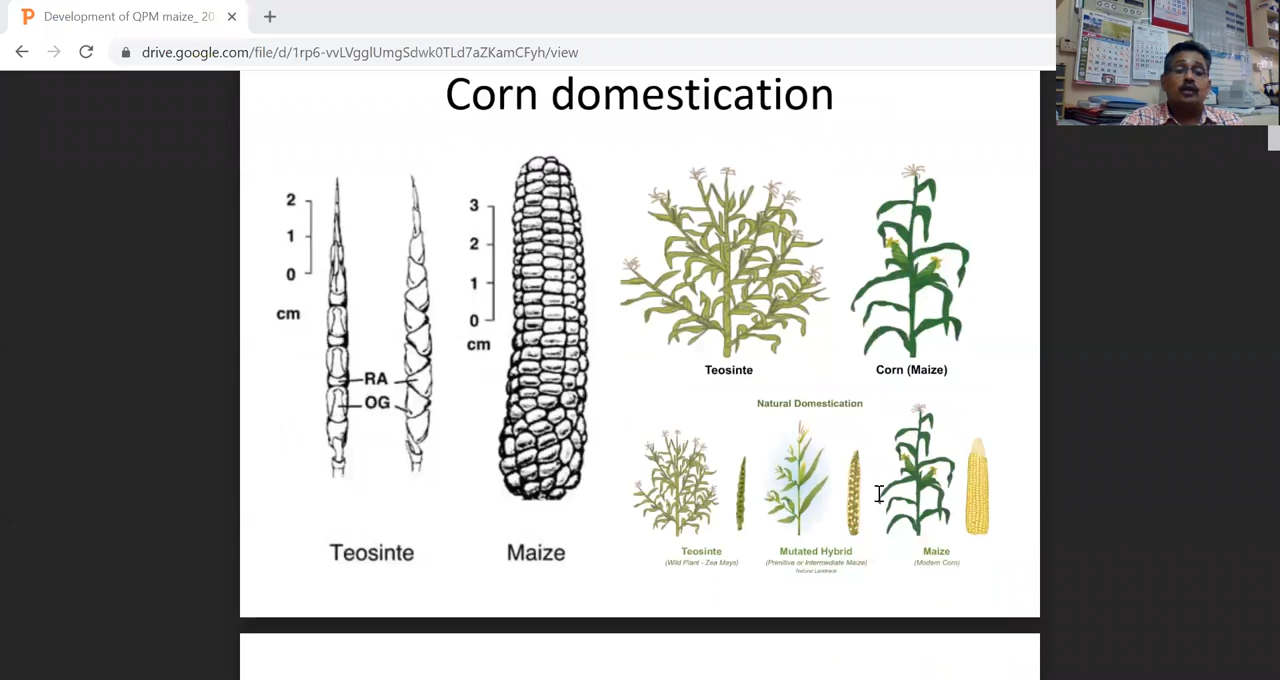 Development of QPM maize_ 20
drive.google.com/file/d/1rp6-vvLVgglUmgSdwk0TLd7aZKamCFyh/view
Corn domestication
2
1
0
cm
RA
OG
Teosinte
3
2
1
0
cm
Maize
Teosinte
Corn (Maize)
Natural Domestication
Teosinte
(Wild Plant - Zea Mays)
Mutated Hybrid
(Primitive or Intermediate Maize)
Natural Landrace
Maize
(Modern Corn)